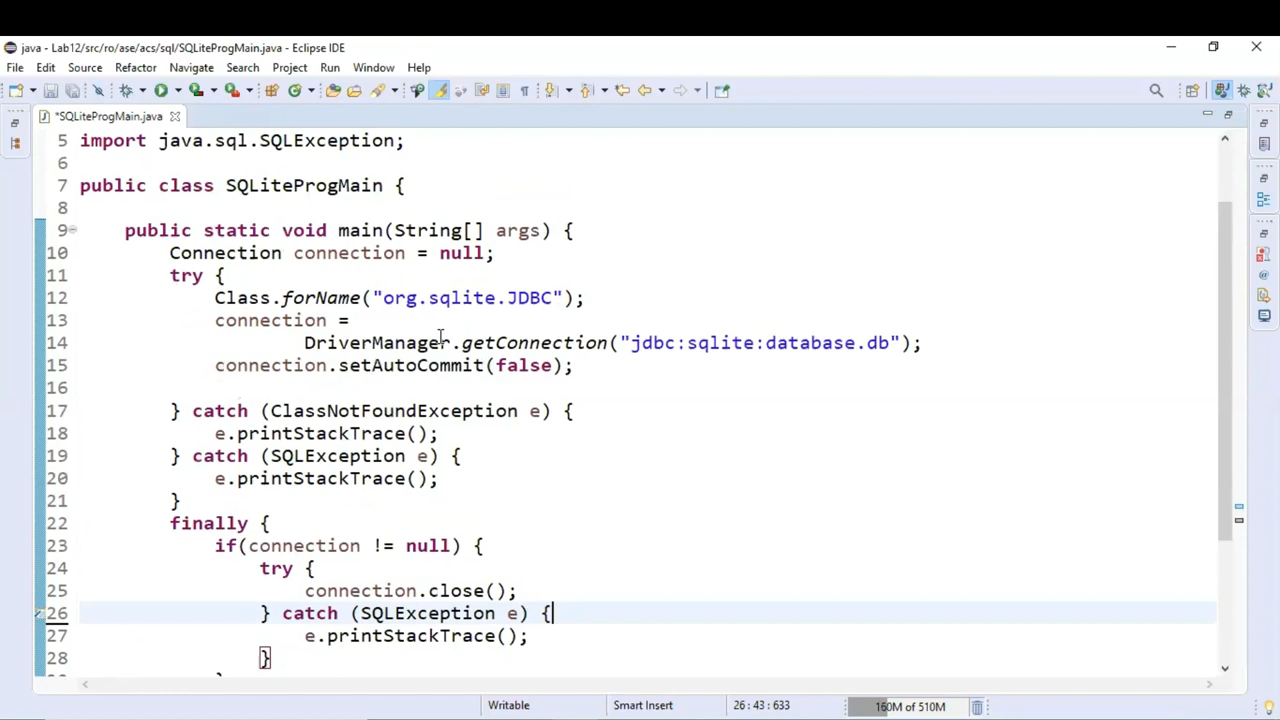 java - Lab12/src/ro/ase/acs/sql/SQLiteProgMain.java - Eclipse IDE
File Edit Source Refactor Navigate Search Project Run Window Help
*SQLiteProgMain.java
5 import java.sql.SQLException;
6
7 public class SQLiteProgMain {
8
9 public static void main(String[] args) {
10 Connection connection = null;
11 try {
12 Class.forName("org.sqlite.JDBC");
13 connection =
14 DriverManager.getConnection("jdbc:sqlite:database.db");
15 connection.setAutoCommit(false);
16
17 } catch (ClassNotFoundException e) {
18 e.printStackTrace();
19 } catch (SQLException e) {
20 e.printStackTrace();
21 }
22 finally {
23 if(connection != null) {
24 try {
25 connection.close();
26 } catch (SQLException e) {
27 e.printStackTrace();
28 }
Writable Smart Insert 26 : 43 : 633 160M of 510M